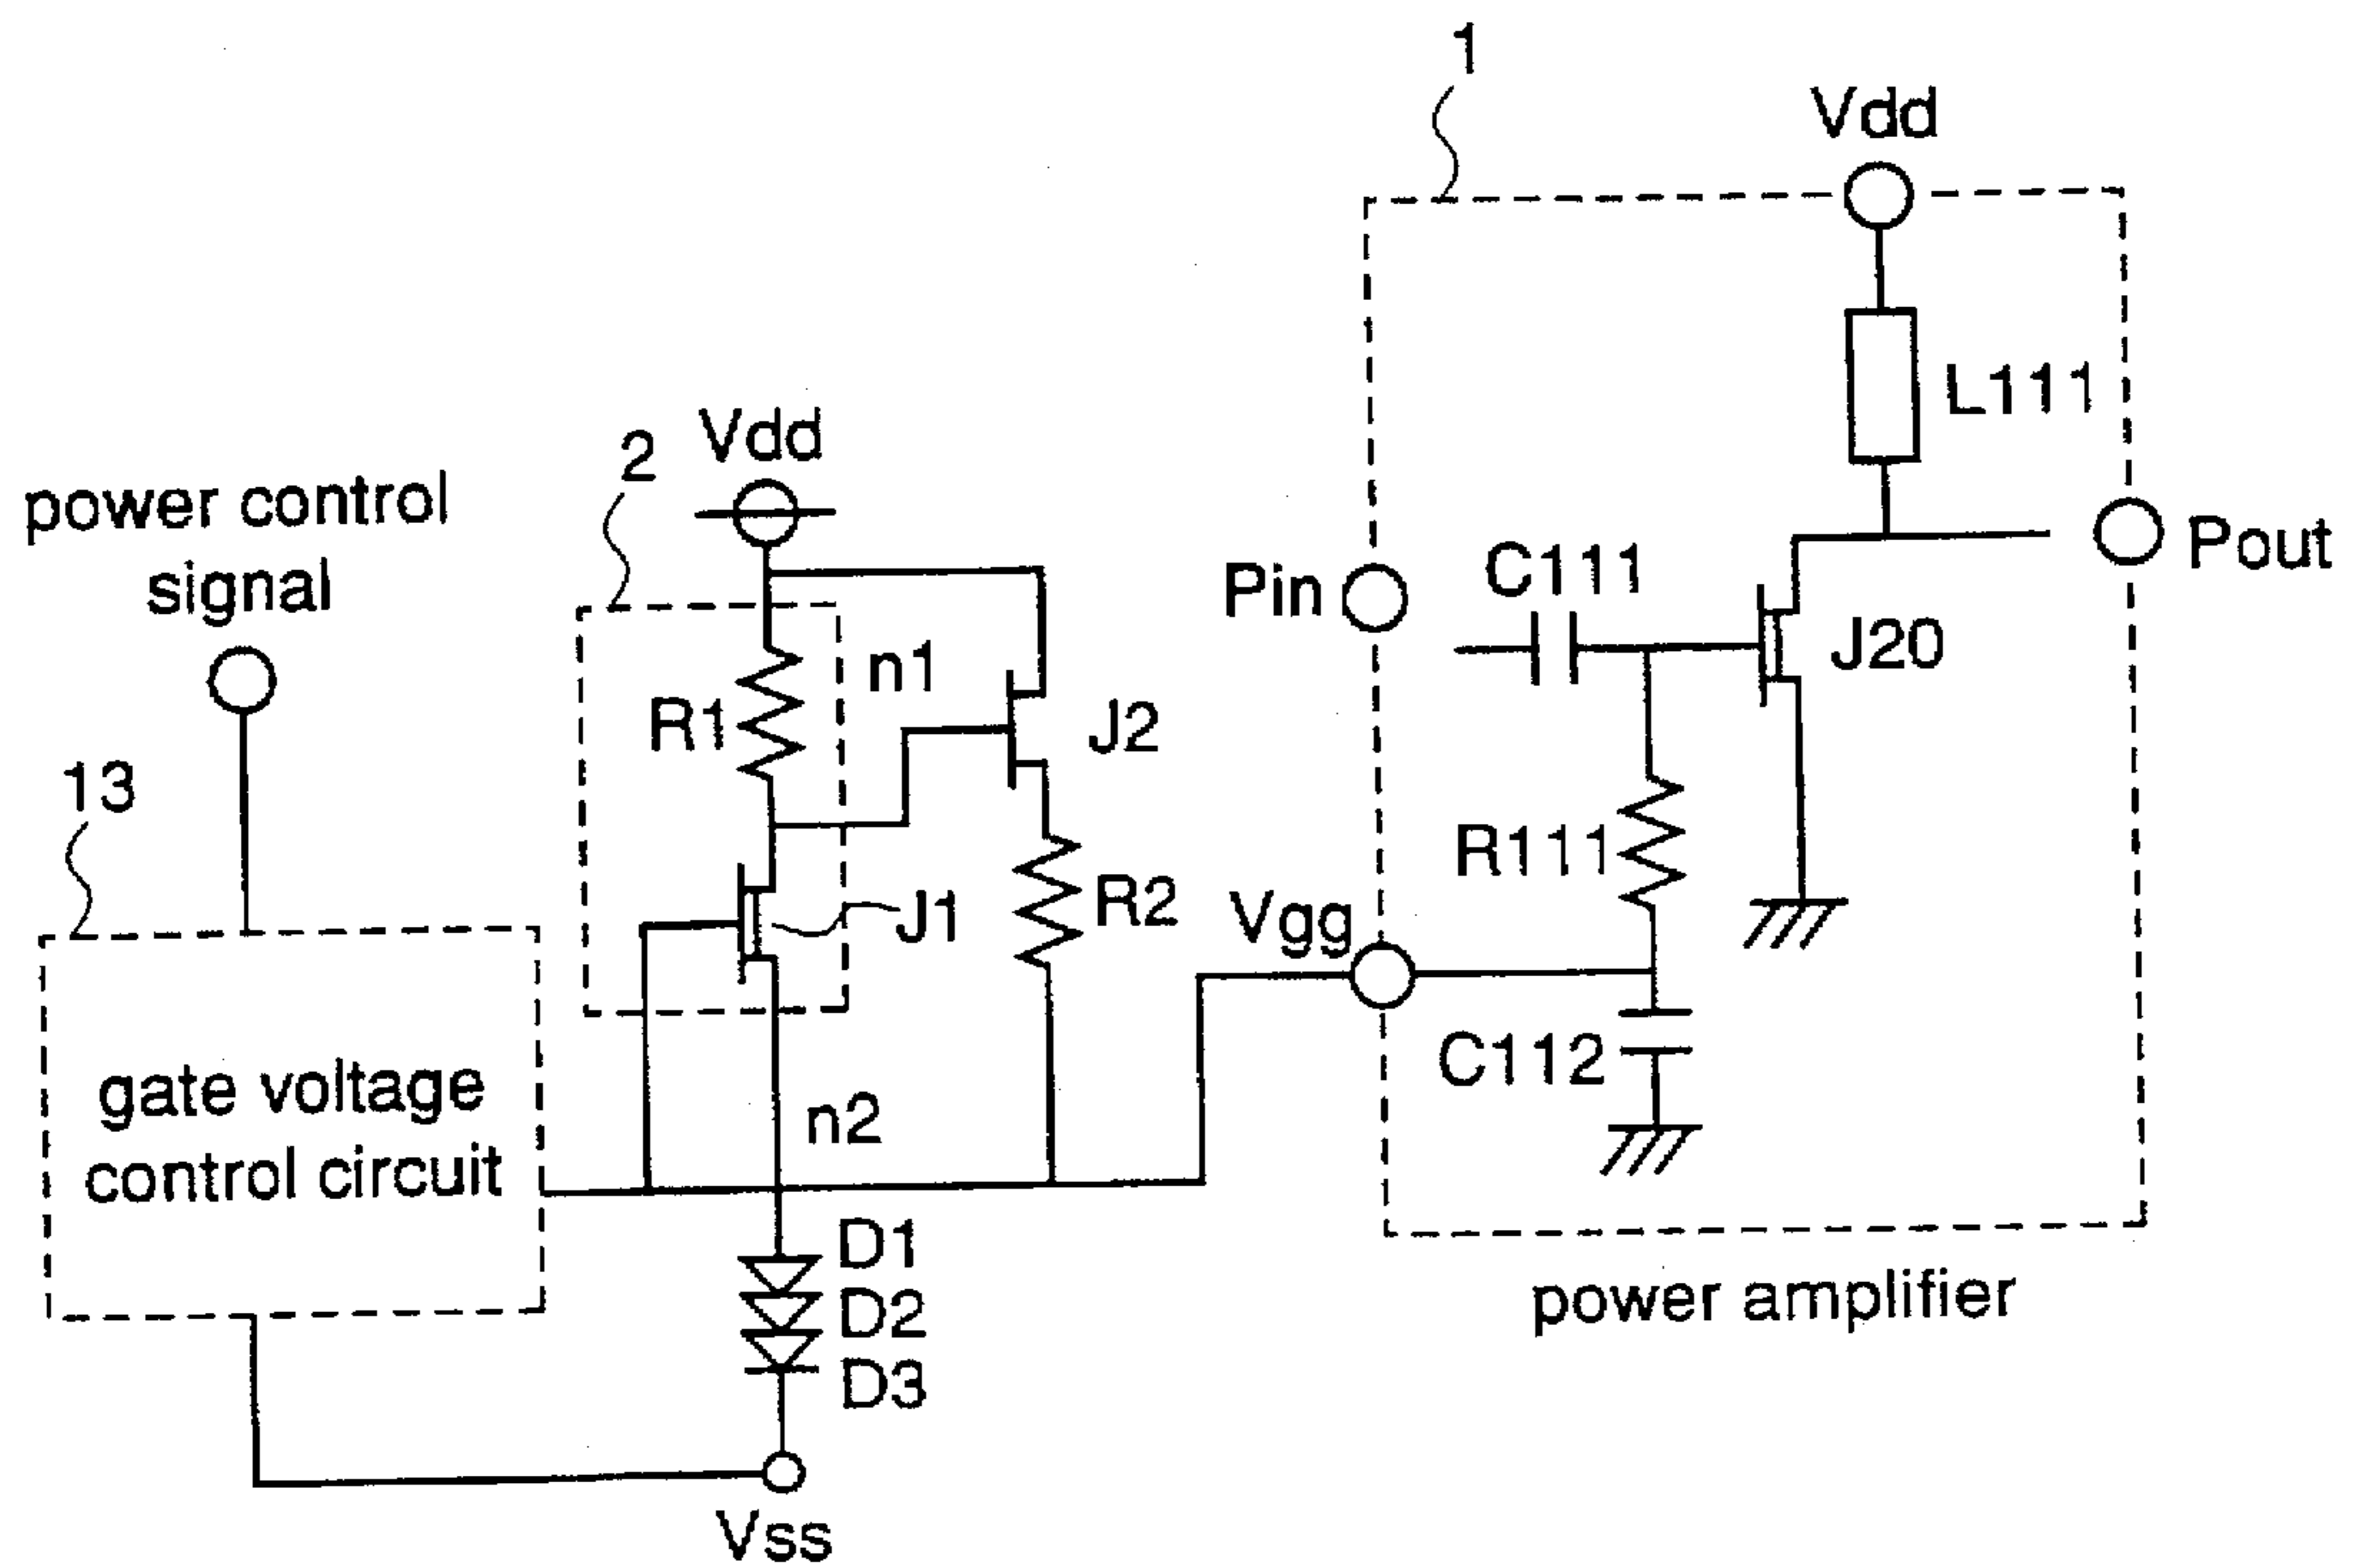 1
Vdd
L111
Pout
Pin
C111
J20
R111
Vgg
C112
power amplifier
2
Vdd
power control
signal
n1
R1
J2
13
J1
R2
gate voltage
control circuit
n2
D1
D2
D3
Vss